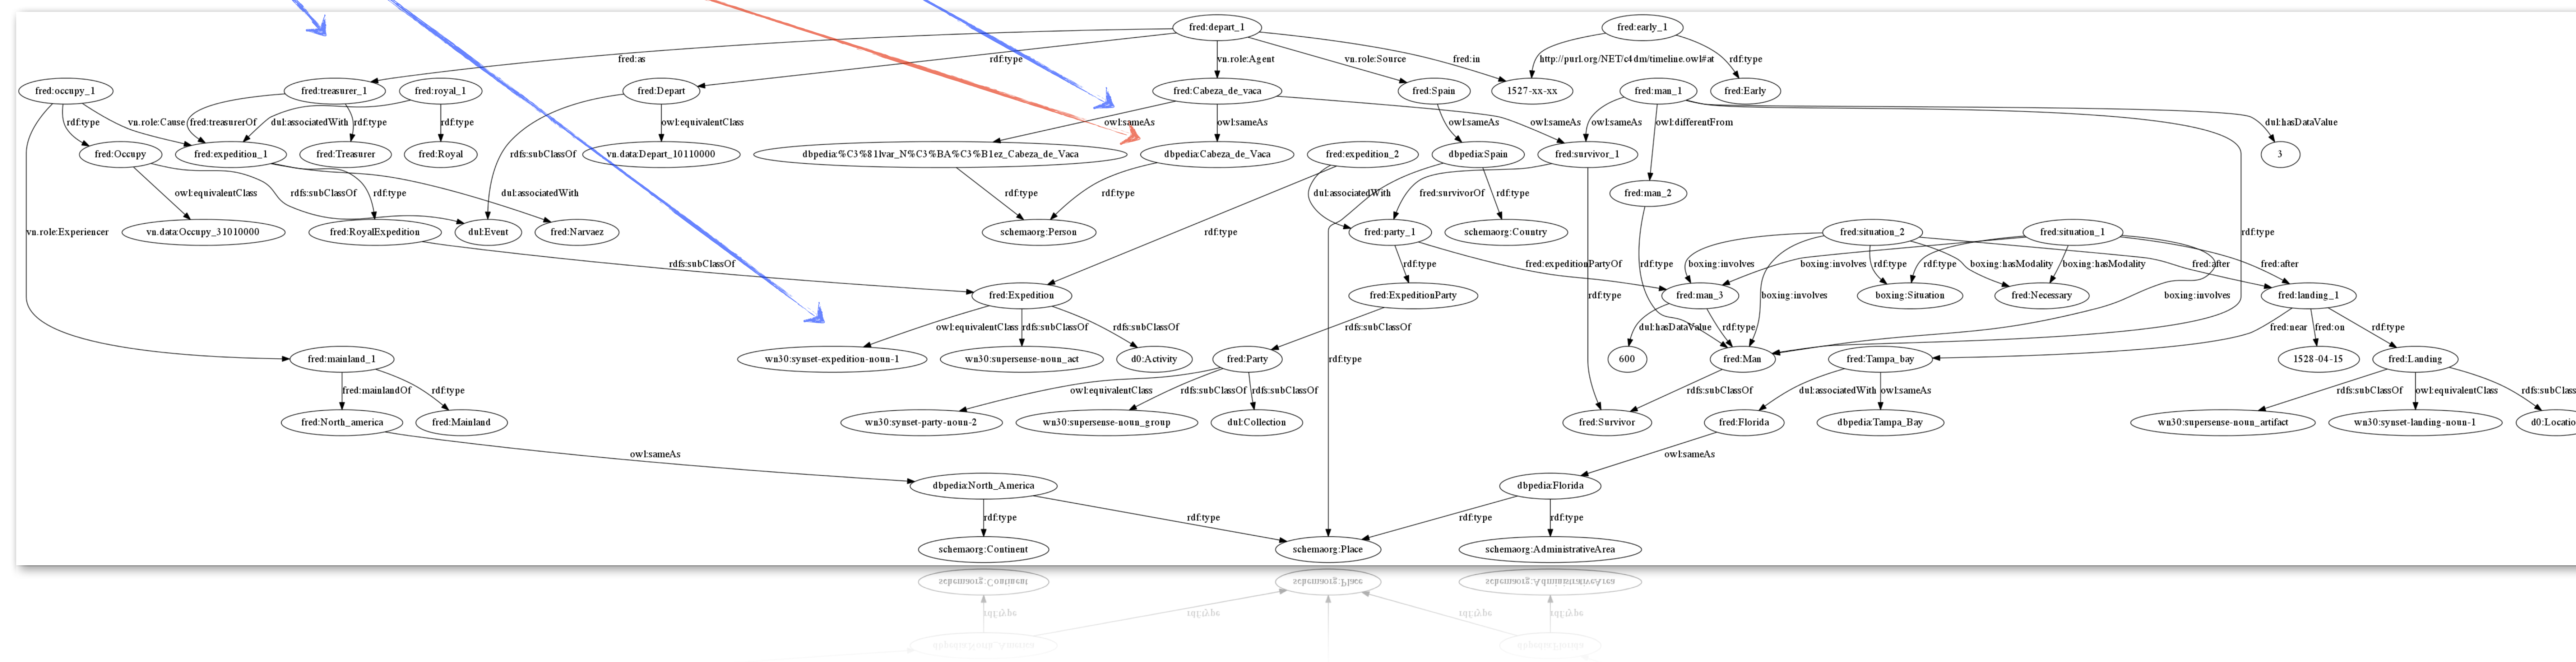 fred:depart_1 fred:early_1
fred:as rdf:type vn.role:Agent vn.role:Source fred:in http://purl.org/NET/c4dm/timeline.owl#at rdf:type
fred:occupy_1 fred:treasurer_1 fred:royal_1 fred:Depart fred:Cabeza_de_vaca fred:Spain 1527-xx-xx fred:man_1 fred:Early
rdf:type vn.role:Cause fred:treasurerOf dul:associatedWith rdf:type rdf:type owl:equivalentClass owl:sameAs owl:sameAs owl:sameAs owl:sameAs owl:sameAs owl:differentFrom dul:hasDataValue
fred:Occupy fred:expedition_1 fred:Treasurer fred:Royal rdfs:subClassOf vn.data:Depart_10110000 dbpedia:%C3%81lvar_N%C3%BA%C3%B1ez_Cabeza_de_Vaca dbpedia:Cabeza_de_Vaca fred:expedition_2 dbpedia:Spain fred:survivor_1 3
owl:equivalentClass rdfs:subClassOf rdf:type dul:associatedWith rdf:type rdf:type dul:associatedWith fred:survivorOf rdf:type fred:man_2
vn.role:Experiencer vn.data:Occupy_31010000 fred:RoyalExpedition dul:Event fred:Narvaez schemaorg:Person rdf:type fred:party_1 schemaorg:Country fred:situation_2 fred:situation_1 rdf:type
rdfs:subClassOf rdf:type fred:expeditionPartyOf rdf:type boxing:involves boxing:involves rdf:type rdf:type boxing:hasModality boxing:hasModality fred:after fred:after
fred:Expedition fred:ExpeditionParty rdf:type fred:man_3 boxing:involves boxing:Situation fred:Necessary boxing:involves fred:landing_1
owl:equivalentClass rdfs:subClassOf rdfs:subClassOf rdfs:subClassOf dul:hasDataValue rdf:type fred:near fred:on rdf:type
fred:mainland_1 wn30:synset-expedition-noun-1 wn30:supersense-noun_act d0:Activity fred:Party rdf:type 600 fred:Man fred:Tampa_bay 1528-04-15 fred:Landing
fred:mainlandOf rdf:type owl:equivalentClass rdfs:subClassOf rdfs:subClassOf rdfs:subClassOf dul:associatedWith owl:sameAs rdfs:subClassOf owl:equivalentClass rdfs:subClass
fred:North_america fred:Mainland wn30:synset-party-noun-2 wn30:supersense-noun_group dul:Collection fred:Survivor fred:Florida dbpedia:Tampa_Bay wn30:supersense-noun_artifact wn30:synset-landing-noun-1 d0:Locatio
owl:sameAs owl:sameAs
dbpedia:North_America dbpedia:Florida
rdf:type rdf:type rdf:type rdf:type
schemaorg:Continent schemaorg:Place schemaorg:AdministrativeArea